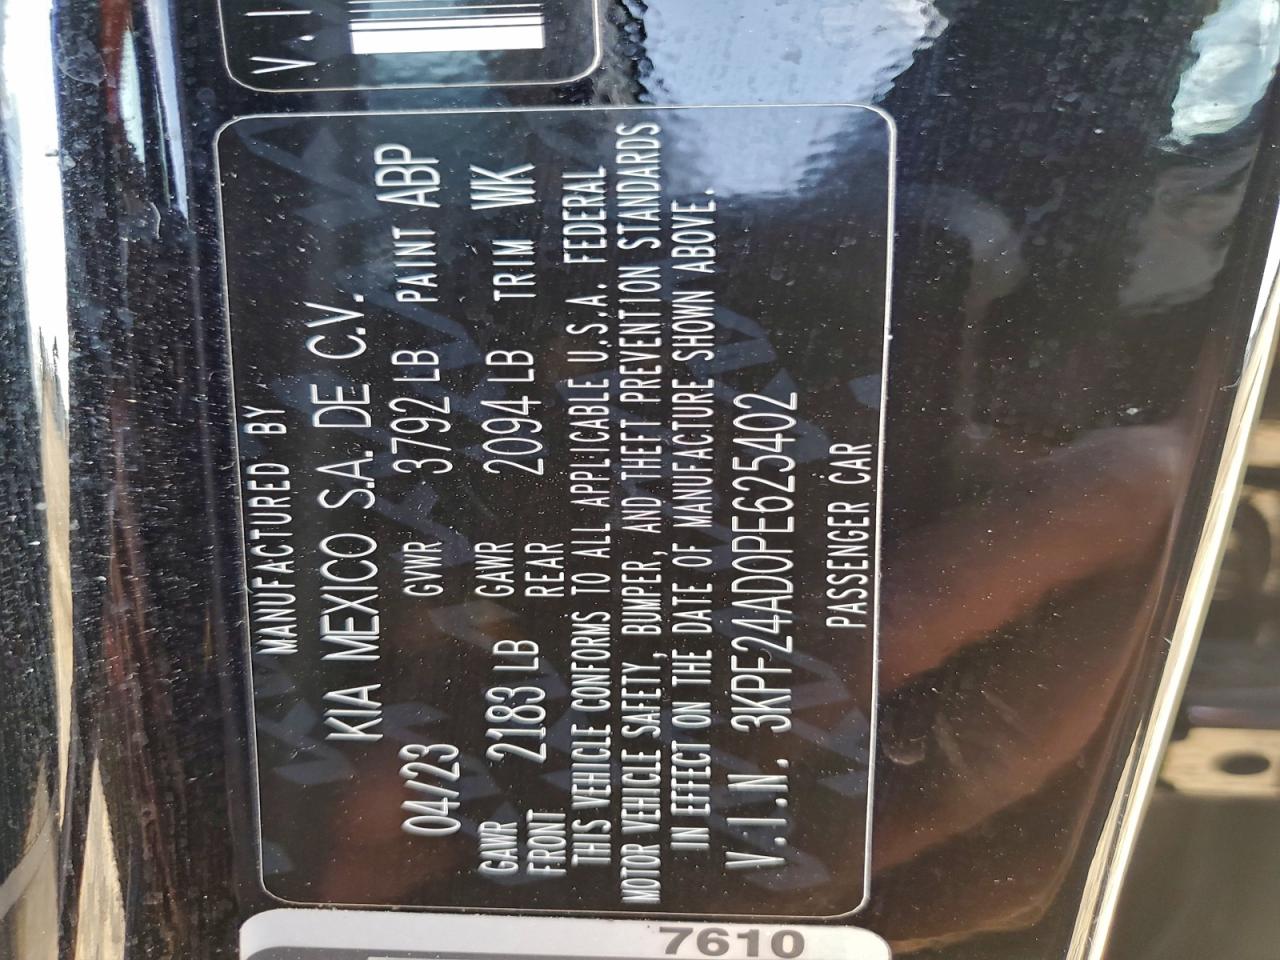 V.I
MANUFACTURED BY
KIA MEXICO S.A. DE C.V.
04/23 GVWR 3792 LB PAINT ABP
GAWR FRONT 2183 LB GAWR REAR 2094 LB TRIM WK
THIS VEHICLE CONFORMS TO ALL APPLICABLE U.S.A. FEDERAL
MOTOR VEHICLE SAFETY, BUMPER, AND THEFT PREVENTION STANDARDS
IN EFFECT ON THE DATE OF MANUFACTURE SHOWN ABOVE.
V.I.N. 3KPF24AD0PE625402
PASSENGER CAR
7610